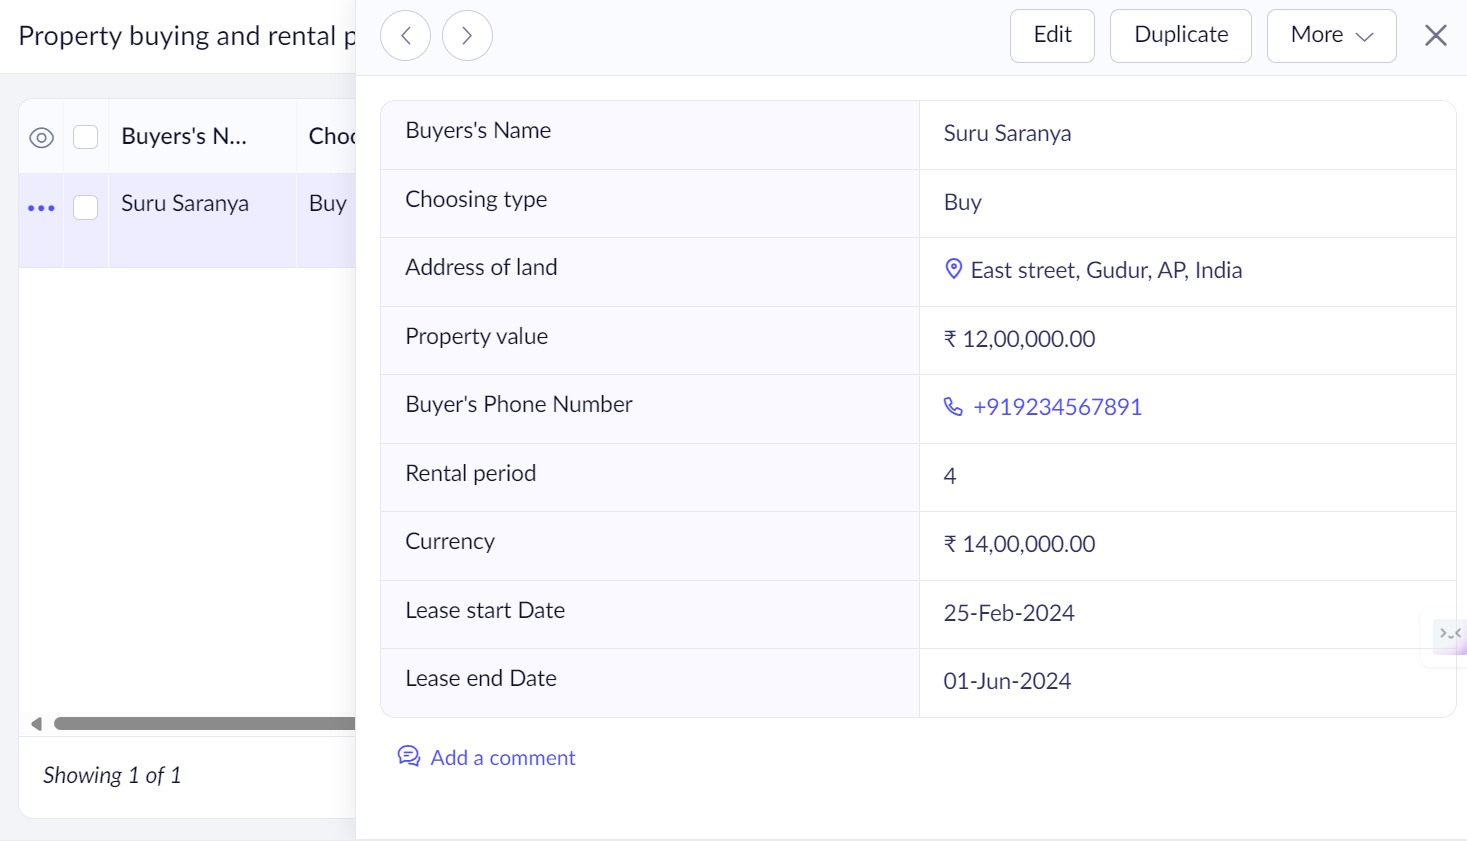 Property buying and rental p
Edit
Duplicate
More
Buyers's N...
Choo
Suru Saranya
Buy
Buyers's Name
Suru Saranya
Choosing type
Buy
Address of land
East street, Gudur, AP, India
Property value
₹ 12,00,000.00
Buyer's Phone Number
+919234567891
Rental period
4
Currency
₹ 14,00,000.00
Lease start Date
25-Feb-2024
Lease end Date
01-Jun-2024
Add a comment
Showing 1 of 1